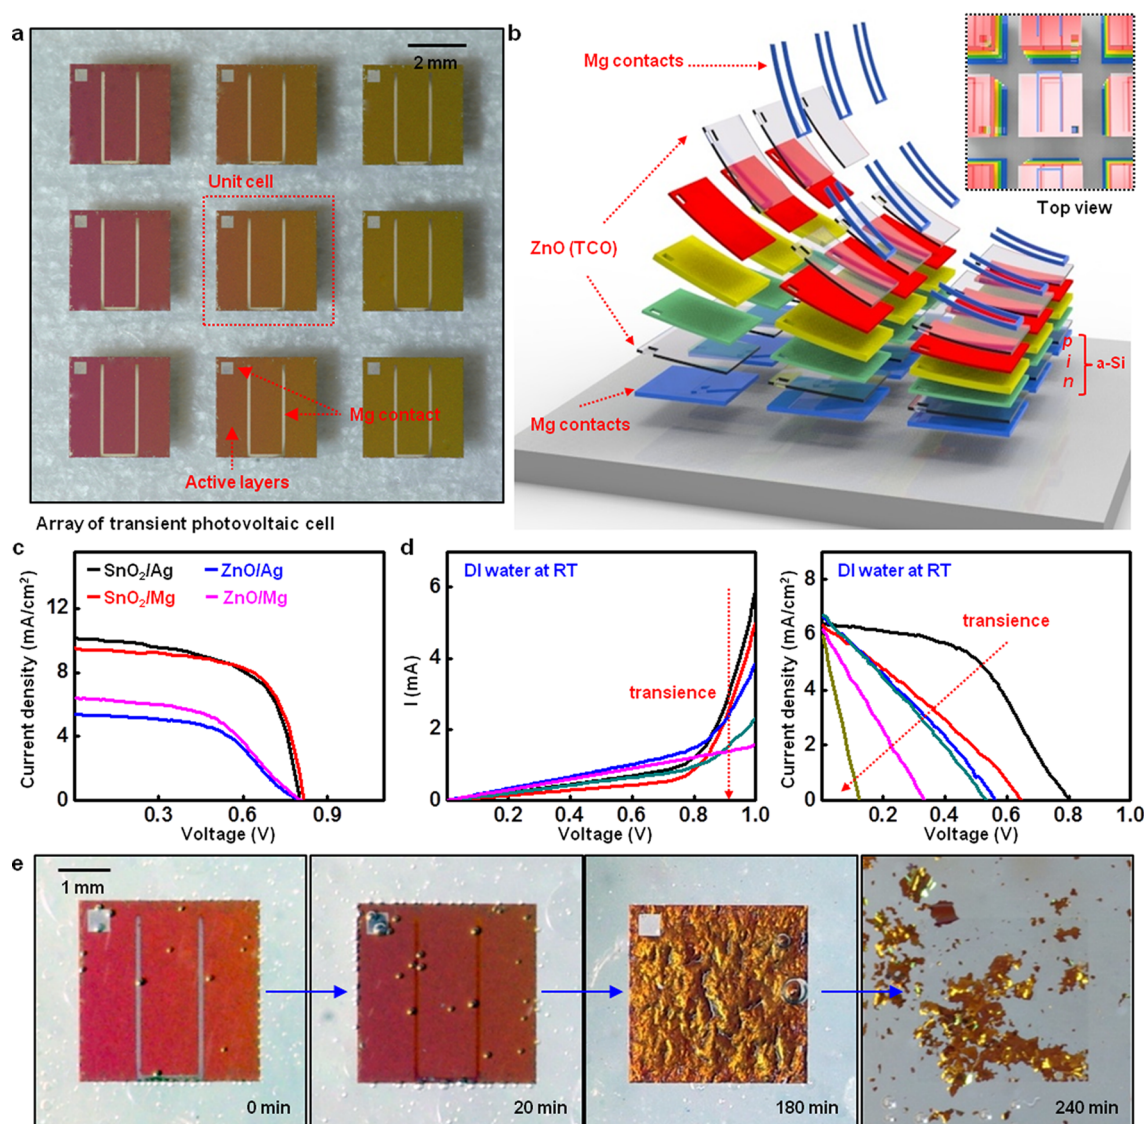 a
2 mm
Unit cell
Mg contact
Active layers
Array of transient photovoltaic cell
b
Mg contacts
Top view
ZnO (TCO)
p
i
n
a-Si
Mg contacts
c
SnO₂/Ag
ZnO/Ag
SnO₂/Mg
ZnO/Mg
12
8
4
0
0.3
0.6
0.9
Current density (mA/cm²)
Voltage (V)
d
DI water at RT
transience
6
4
2
0
0.2
0.4
0.6
0.8
1.0
I (mA)
Voltage (V)
DI water at RT
transience
8
6
4
2
0
0.2
0.4
0.6
0.8
1.0
Current density (mA/cm²)
Voltage (V)
e
1 mm
0 min
20 min
180 min
240 min